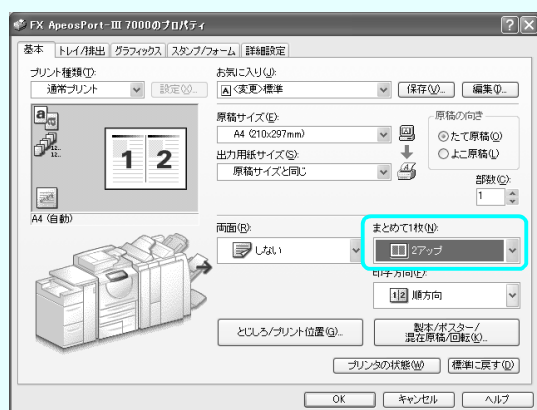 FX ApeosPort-III 7000のプロパティ
基本 トレイ/排出 グラフィックス スタンプ/フォーム 詳細設定
プリント種類(T):
通常プリント
設定(X)...
お気に入り(J):
<変更>標準
保存(V)...
編集(I)...
原稿サイズ(E):
A4 (210x297mm)
出力用紙サイズ(S):
原稿サイズと同じ
原稿の向き
たて原稿(O)
よこ原稿(L)
部数(C):
1
1 2
A4 (自動)
両面(R):
しない
まとめて1枚(N):
2アップ
印字方向(F):
12 順方向
とじしろ/プリント位置(G)...
製本/ポスター/
混在原稿/回転(K)...
プリンタの状態(W)
標準に戻す(D)
OK
キャンセル
ヘルプ